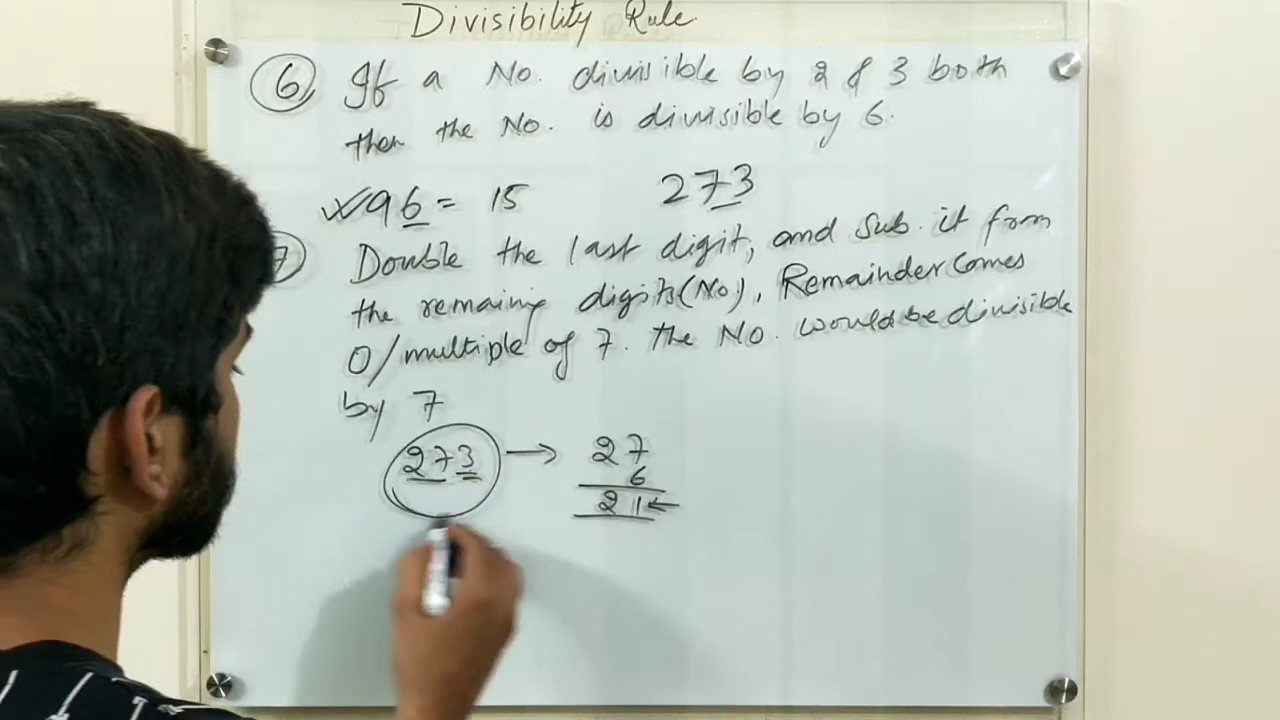 Divisibility Rule.
6 If a No. divisible by 2 & 3 both
then the No. is divisible by 6.
96 = 15 273
7) Double the last digit, and Sub. it from
the remaing digits(No), Remainder Comes
0/multiple of 7. the No. would be divisible
by 7
273 → 27
6
21←